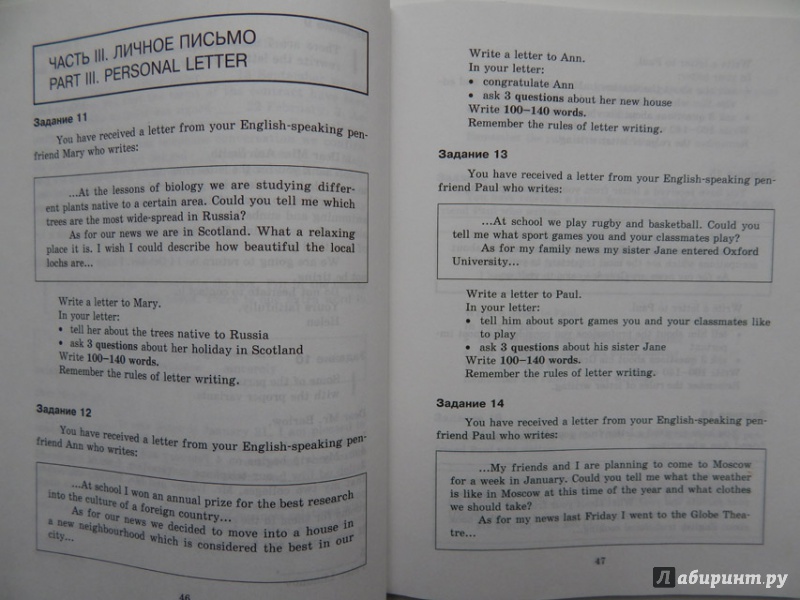 ЧАСТЬ III. ЛИЧНОЕ ПИСЬМО
PART III. PERSONAL LETTER
Задание 11
You have received a letter from your English-speaking pen-
friend Mary who writes:
...At the lessons of biology we are studying differ-
ent plants native to a certain area. Could you tell me which
trees are the most wide-spread in Russia?
As for our news we are in Scotland. What a relaxing
place it is. I wish I could describe how beautiful the local
lochs are...
Write a letter to Mary.
In your letter:
• tell her about the trees native to Russia
• ask 3 questions about her holiday in Scotland
Write 100–140 words.
Remember the rules of letter writing.
Задание 12
You have received a letter from your English-speaking pen-
friend Ann who writes:
...At school I won an annual prize for the best research
into the culture of a foreign country...
As for our news we decided to move into a house in
a new neighbourhood which is considered the best in our
city...
46
Write a letter to Ann.
In your letter:
• congratulate Ann
• ask 3 questions about her new house
Write 100–140 words.
Remember the rules of letter writing.
Задание 13
You have received a letter from your English-speaking pen-
friend Paul who writes:
...At school we play rugby and basketball. Could you
tell me what sport games you and your classmates play?
As for my family news my sister Jane entered Oxford
University...
Write a letter to Paul.
In your letter:
• tell him about sport games you and your classmates like
to play
• ask 3 questions about his sister Jane
Write 100–140 words.
Remember the rules of letter writing.
Задание 14
You have received a letter from your English-speaking pen-
friend Paul who writes:
...My friends and I are planning to come to Moscow
for a week in January. Could you tell me what the weather
is like in Moscow at this time of the year and what clothes
we should take?
As for my news last Friday I went to the Globe Thea-
tre...
47
Лабиринт.ру